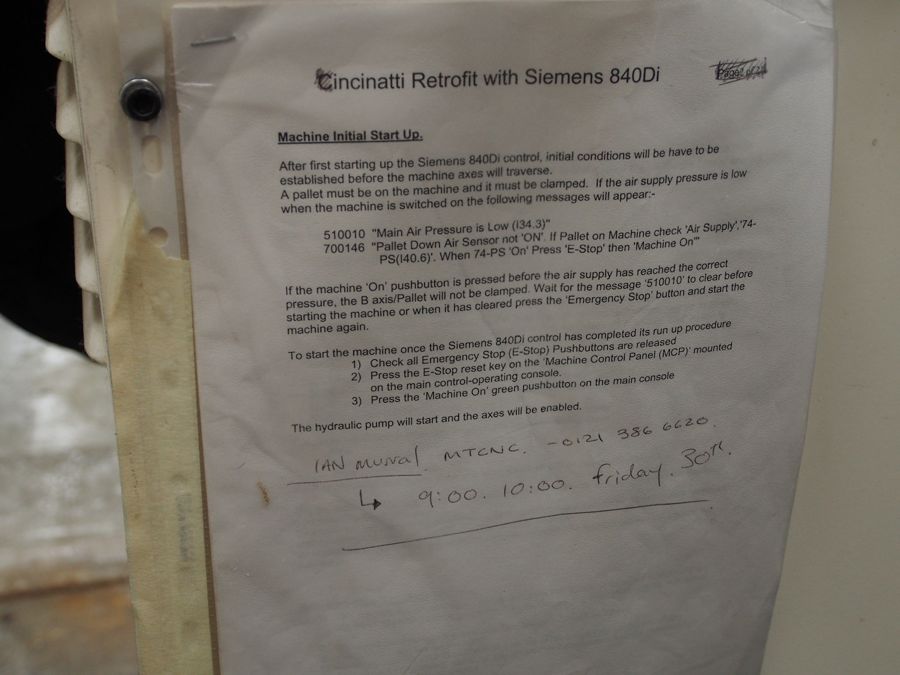 Cincinatti Retrofit with Siemens 840Di
Machine Initial Start Up.
After first starting up the Siemens 840Di control, initial conditions will be have to be
established before the machine axes will traverse.
A pallet must be on the machine and it must be clamped. If the air supply pressure is low
when the machine is switched on the following messages will appear:-
510010 "Main Air Pressure is Low (I34.3)"
700146 "Pallet Down Air Sensor not 'ON'. If Pallet on Machine check 'Air Supply','74-
PS(I40.6)'. When 74-PS 'On' Press 'E-Stop' then 'Machine On'"
If the machine 'On' pushbutton is pressed before the air supply has reached the correct
pressure, the B axis/Pallet will not be clamped. Wait for the message '510010' to clear before
starting the machine or when it has cleared press the 'Emergency Stop' button and start the
machine again.
To start the machine once the Siemens 840Di control has completed its run up procedure
1) Check all Emergency Stop (E-Stop) Pushbuttons are released
2) Press the E-Stop reset key on the 'Machine Control Panel (MCP)' mounted
on the main control-operating console.
3) Press the 'Machine On' green pushbutton on the main console
The hydraulic pump will start and the axes will be enabled.
IAN MTCNC. - 0121 386 6620.
↳ 9:00. 10:00. friday. 30TH.